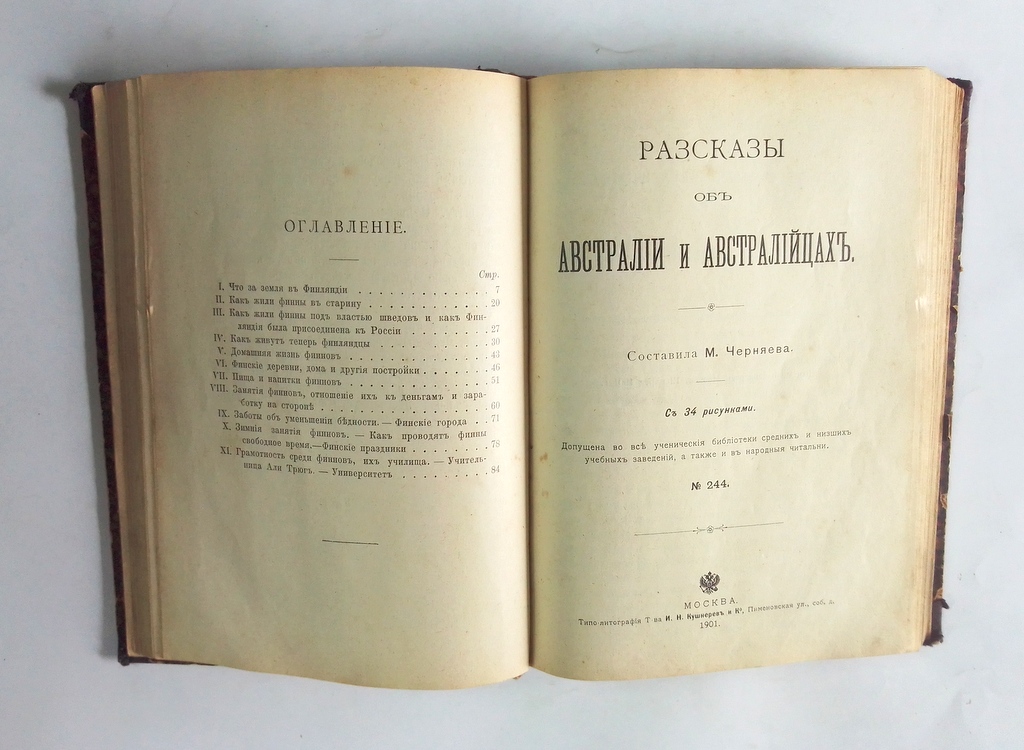 ОГЛАВЛЕНІЕ.
Стр.
I. Что за земля въ Финляндіи . . . . . . . . . . . 7
II. Какъ жили финны въ старину . . . . . . . . . . 20
III. Какъ жили финны подъ властью шведовъ и какъ Фин-
ляндія была присоединена къ Россіи . . . . . . . 27
IV. Какъ живутъ теперь финляндцы . . . . . . . . . 30
V. Домашняя жизнь финновъ . . . . . . . . . . . . 43
VI. Финскіе деревни, дома и другія постройки . . . . . . 46
VII. Пища и напитки финновъ . . . . . . . . . . . . 51
VIII. Занятія финновъ, отношеніе ихъ къ деньгамъ и зара-
ботку на сторонѣ . . . . . . . . . . . . . . 60
IX. Заботы объ уменьшеніи бѣдности. — Финскіе города . . 71
X. Зимнія занятія финновъ. — Какъ проводятъ финны
свободное время.—Финскіе праздники . . . . . . . 78
XI. Грамотность среди финновъ, ихъ училища. — Учитель-
ница Али Трюгъ. — Университетъ . . . . . . . . 84
РАЗСКАЗЫ
ОБЪ
АВСТРАЛІИ И АВСТРАЛІЙЦАХЪ.
Составила М. Черняева.
Съ 34 рисунками.
Допущена во всѣ ученическія библіотеки среднихъ и низшихъ
учебныхъ заведеній, а также и въ народныя читальни.
№ 244.
МОСКВА.
Типо-литографія Т-ва И. Н. Кушнеревъ и Кº, Пименовская ул., соб. д.
1901.